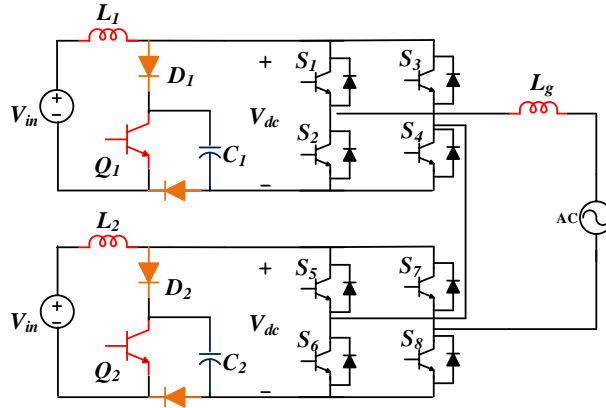 L1
S1
S3
D1
+
Lg
Vin
Vdc
S2
S4
Q1
C1
−
AC
L2
S5
S7
D2
+
Vin
Vdc
S6
S8
Q2
C2
−